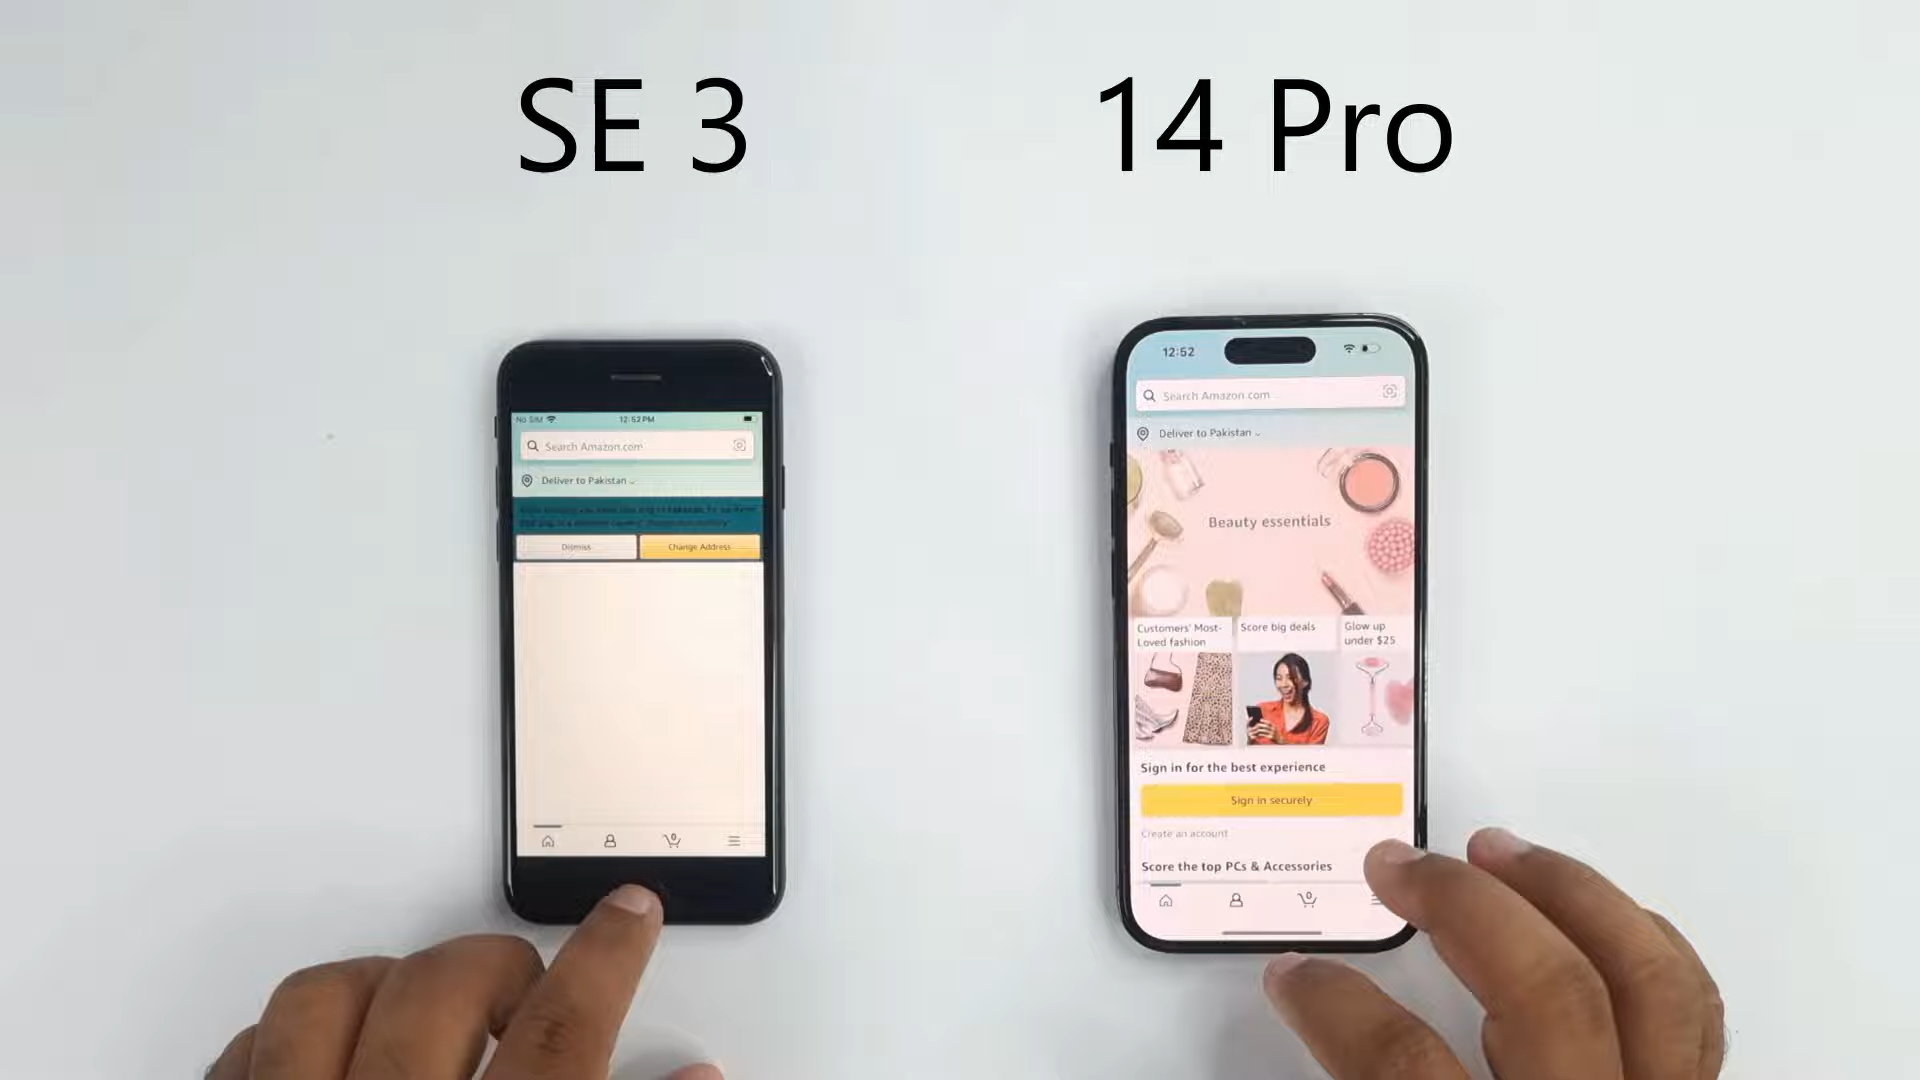 SE 3
14 Pro
No SIM 12:52 PM
Search Amazon.com
Deliver to Pakistan
Dismiss
Change Address
0
12:52
Search Amazon.com
Deliver to Pakistan
Beauty essentials
Customers' Most-
Loved fashion
Score big deals
Glow up
under $25
Sign in for the best experience
Sign in securely
Create an account
Score the top PCs & Accessories
0